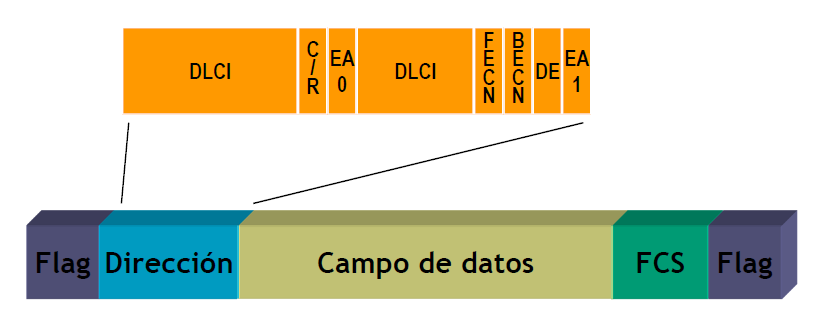 DLCI
C/R
EA
0
DLCI
FECN
BECN
DE
EA
1
Flag
Dirección
Campo de datos
FCS
Flag